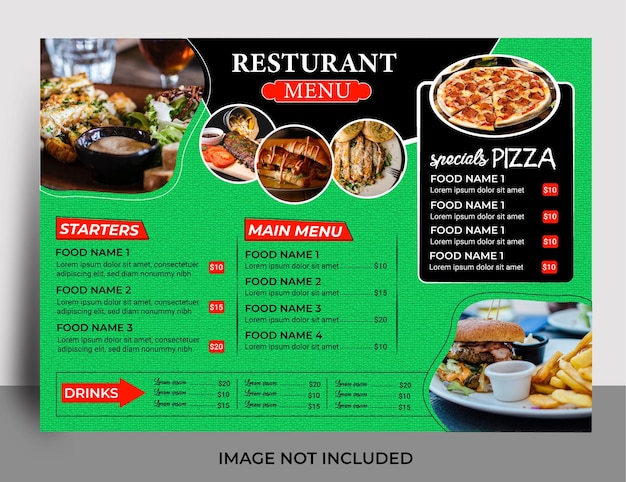 RESTURANT
MENU
specials PIZZA
FOOD NAME 1
Lorem ipsum dolor sit amet $10
FOOD NAME 1
Lorem ipsum dolor sit amet $10
FOOD NAME 1
Lorem ipsum dolor sit amet $10
FOOD NAME 1
Lorem ipsum dolor sit amet $10
STARTERS
FOOD NAME 1
Lorem ipsum dolor sit amet, consectetuer
adipiscing elit, sed diam nonummy nibh $10
FOOD NAME 2
Lorem ipsum dolor sit amet, consectetuer
adipiscing elit, sed diam nonummy nibh $15
FOOD NAME 3
Lorem ipsum dolor sit amet, consectetuer
adipiscing elit, sed diam nonummy nibh $20
MAIN MENU
FOOD NAME 1
Lorem ipsum dolor sit amet $10
FOOD NAME 2
Lorem ipsum dolor sit amet $10
FOOD NAME 3
Lorem ipsum dolor sit amet $10
FOOD NAME 4
Lorem ipsum dolor sit amet $10
DRINKS
Lorem ipsum $20 Lorem ipsum $20 Lorem ipsum $20
Lorem ipsum $10 Lorem ipsum $10 Lorem ipsum $10
Lorem ipsum $15 Lorem ipsum $15 Lorem ipsum $15
IMAGE NOT INCLUDED